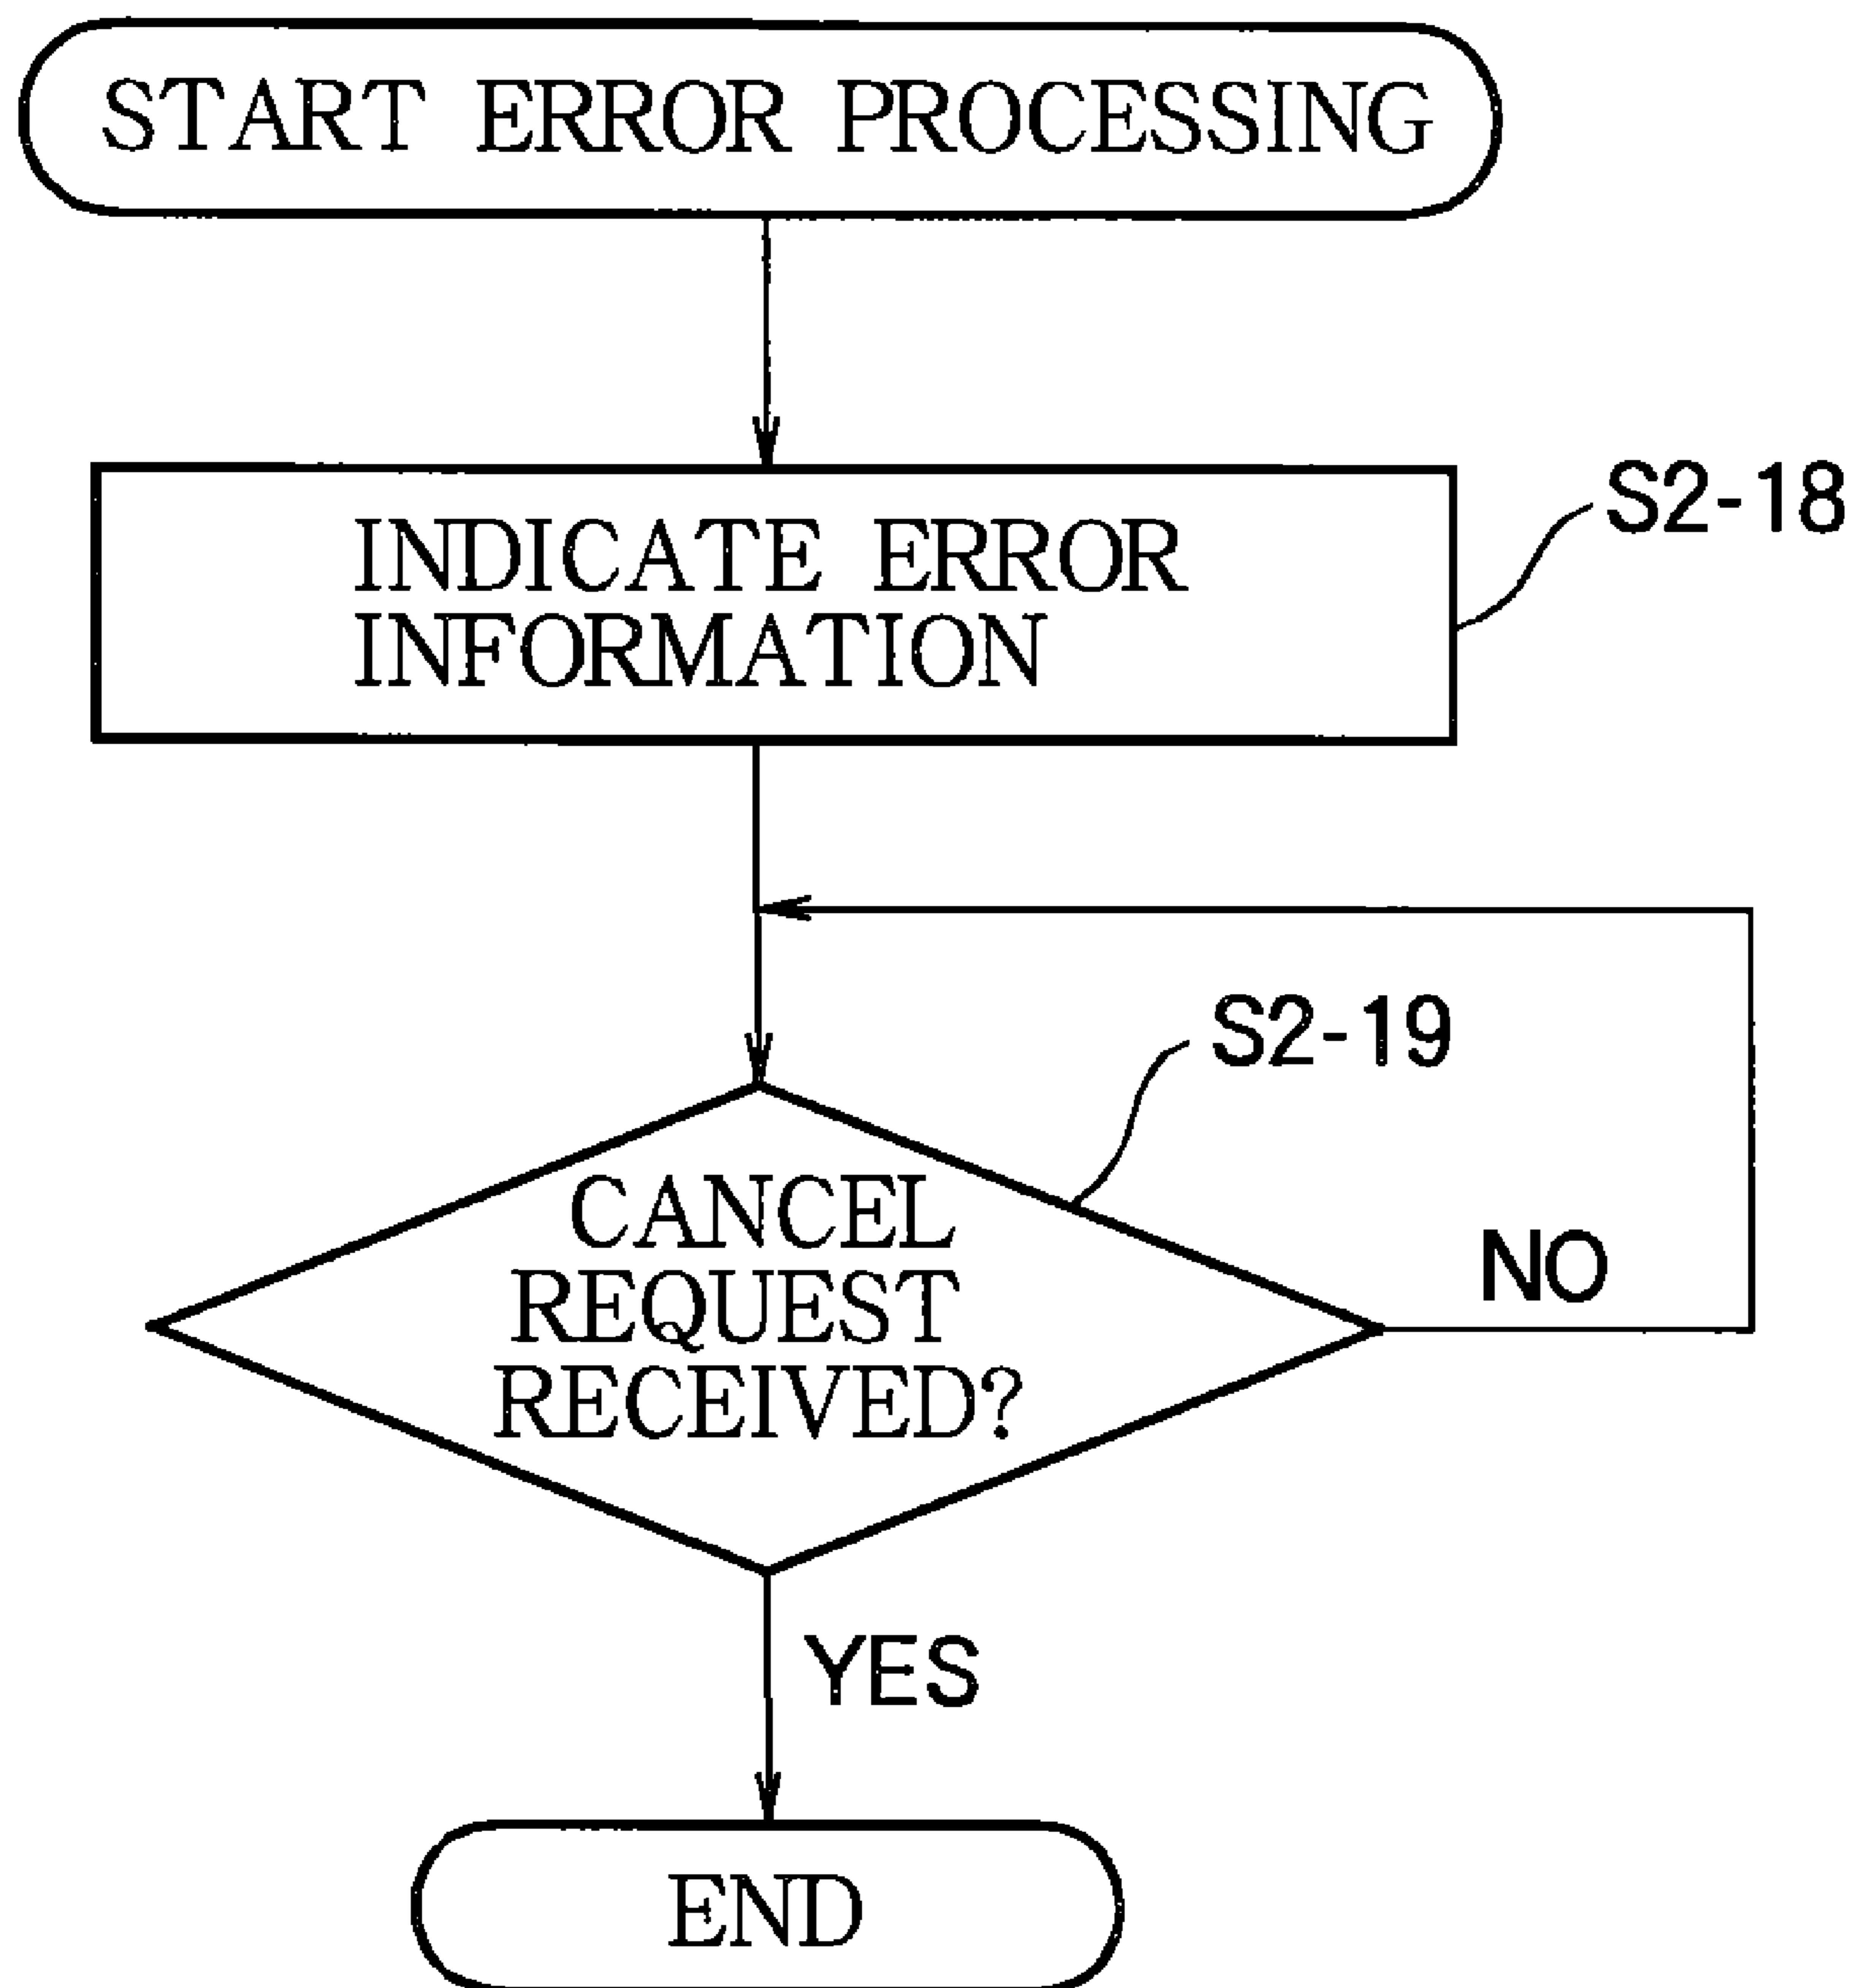 START ERROR PROCESSING
INDICATE ERROR
INFORMATION
S2-18
S2-19
CANCEL
REQUEST
RECEIVED?
NO
YES
END